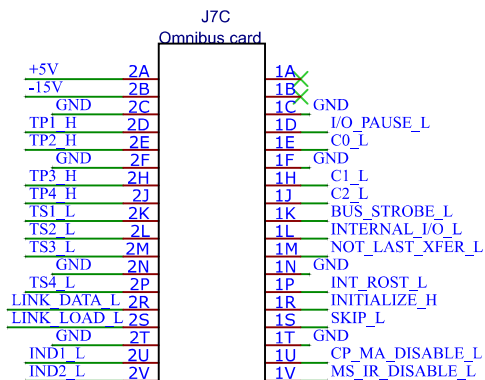 J7C
Omnibus card
+5V 2A 1A
-15V 2B 1B
GND 2C 1C GND
TP1_H 2D 1D I/O_PAUSE_L
TP2_H 2E 1E C0_L
GND 2F 1F GND
TP3_H 2H 1H C1_L
TP4_H 2J 1J C2_L
TS1_L 2K 1K BUS_STROBE_L
TS2_L 2L 1L INTERNAL_I/O_L
TS3_L 2M 1M NOT_LAST_XFER_L
GND 2N 1N GND
TS4_L 2P 1P INT_ROST_L
LINK_DATA_L 2R 1R INITIALIZE_H
LINK_LOAD_L 2S 1S SKIP_L
GND 2T 1T GND
IND1_L 2U 1U CP_MA_DISABLE_L
IND2_L 2V 1V MS_IR_DISABLE_L